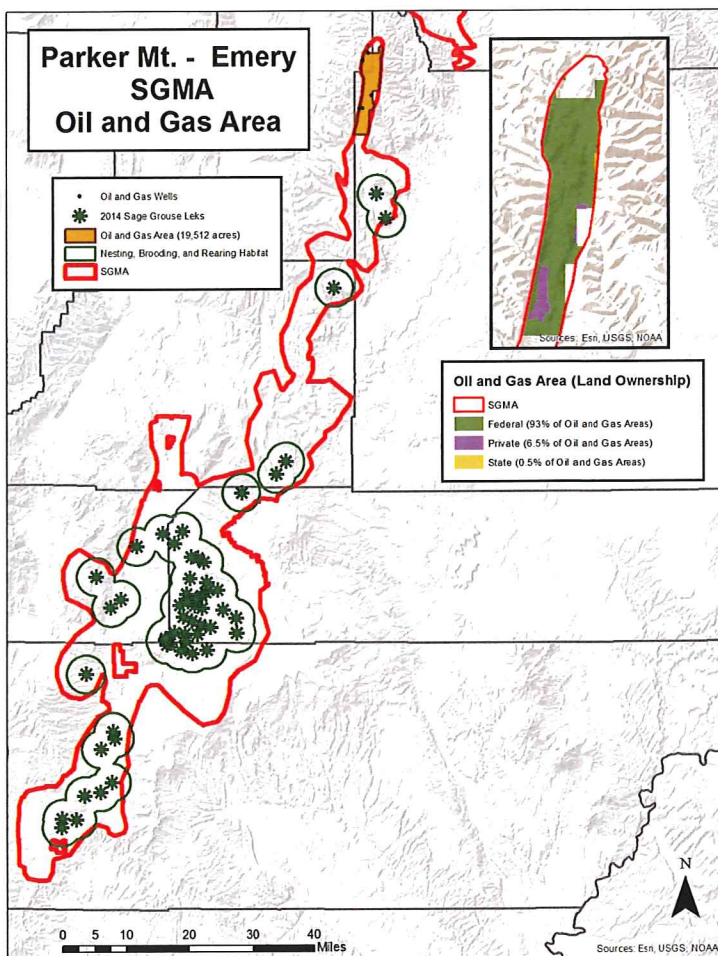 Parker Mt. - Emery
SGMA
Oil and Gas Area
Oil and Gas Wells
2014 Sage Grouse Leks
Oil and Gas Area (19,512 acres)
Nesting, Brooding, and Rearing Habitat
SGMA
Sources: Esri, USGS, NOAA
Oil and Gas Area (Land Ownership)
SGMA
Federal (93% of Oil and Gas Areas)
Private (6.5% of Oil and Gas Areas)
State (0.5% of Oil and Gas Areas)
N
0 5 10 20 30 40
Miles
Sources: Esri, USGS, NOAA